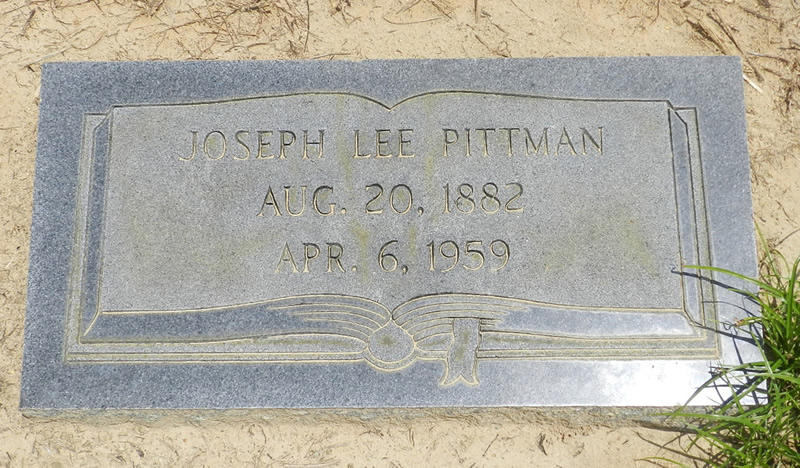 JOSEPH LEE PITTMAN
AUG. 20, 1882
APR. 6, 1959